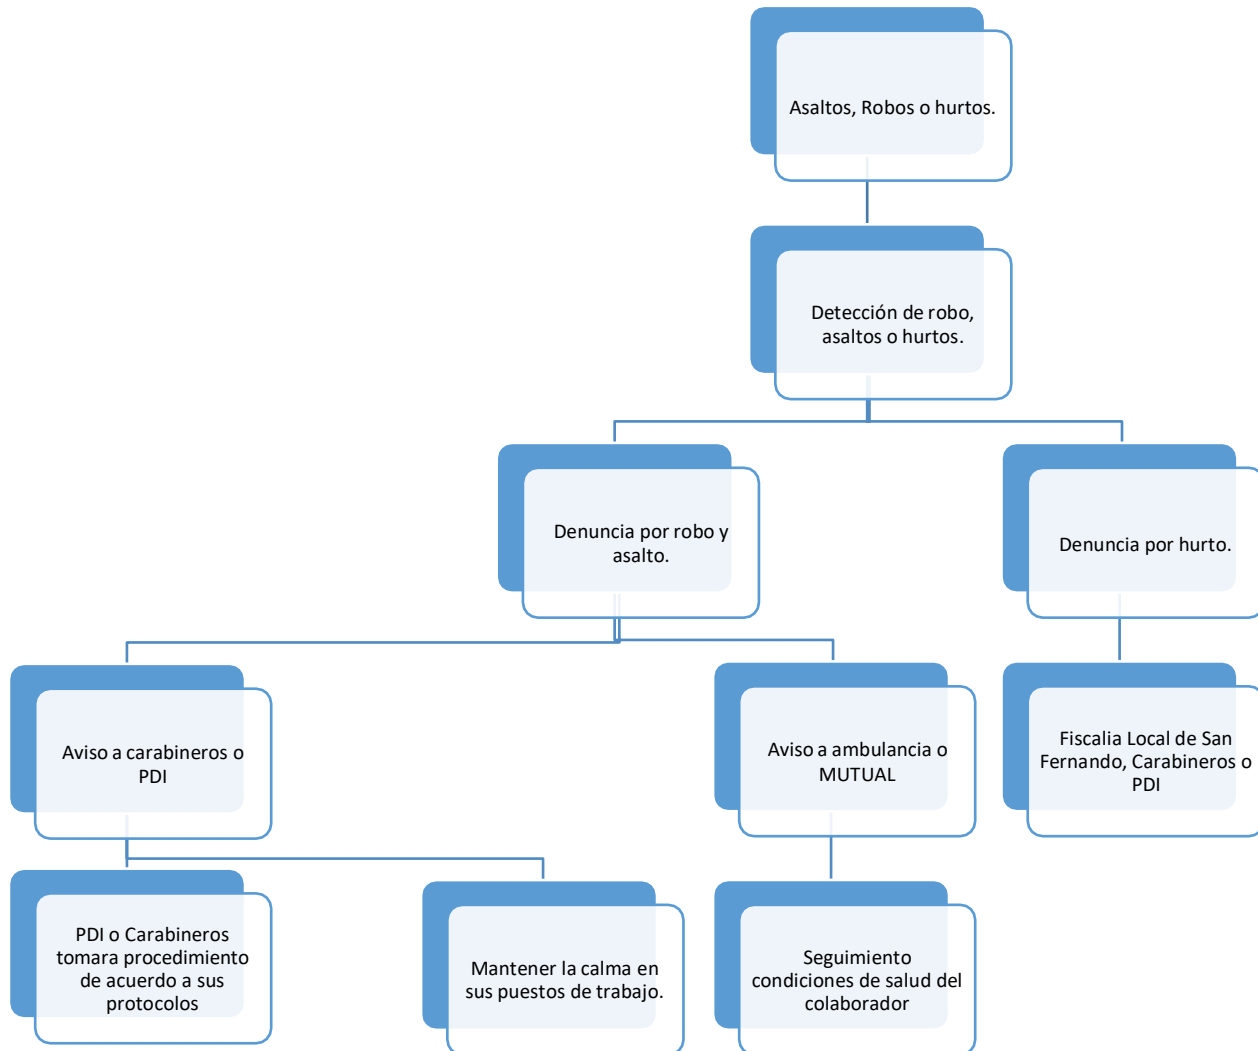 Asaltos, Robos o hurtos.
Detección de robo,
asaltos o hurtos.
Denuncia por robo y
asalto.
Denuncia por hurto.
Aviso a carabineros o
PDI
Aviso a ambulancia o
MUTUAL
Fiscalia Local de San
Fernando, Carabineros o
PDI
PDI o Carabineros
tomara procedimiento
de acuerdo a sus
protocolos
Mantener la calma en
sus puestos de trabajo.
Seguimiento
condiciones de salud del
colaborador